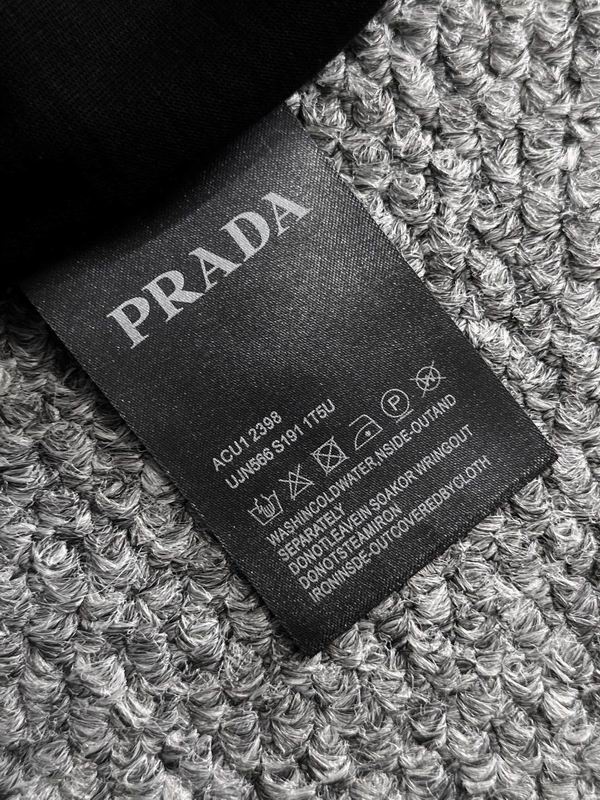 PRADA
ACU1 2398
UJN566 S191 1T5U
WASHINCOLDWATER,NSIDE-OUTAND
SEPARATELY
DONOTLEAVEIN SOAKOR WRINGOUT
DONOTSTEAMIRON
IRONINSDE-OUTCOVEREDBYCLOTH